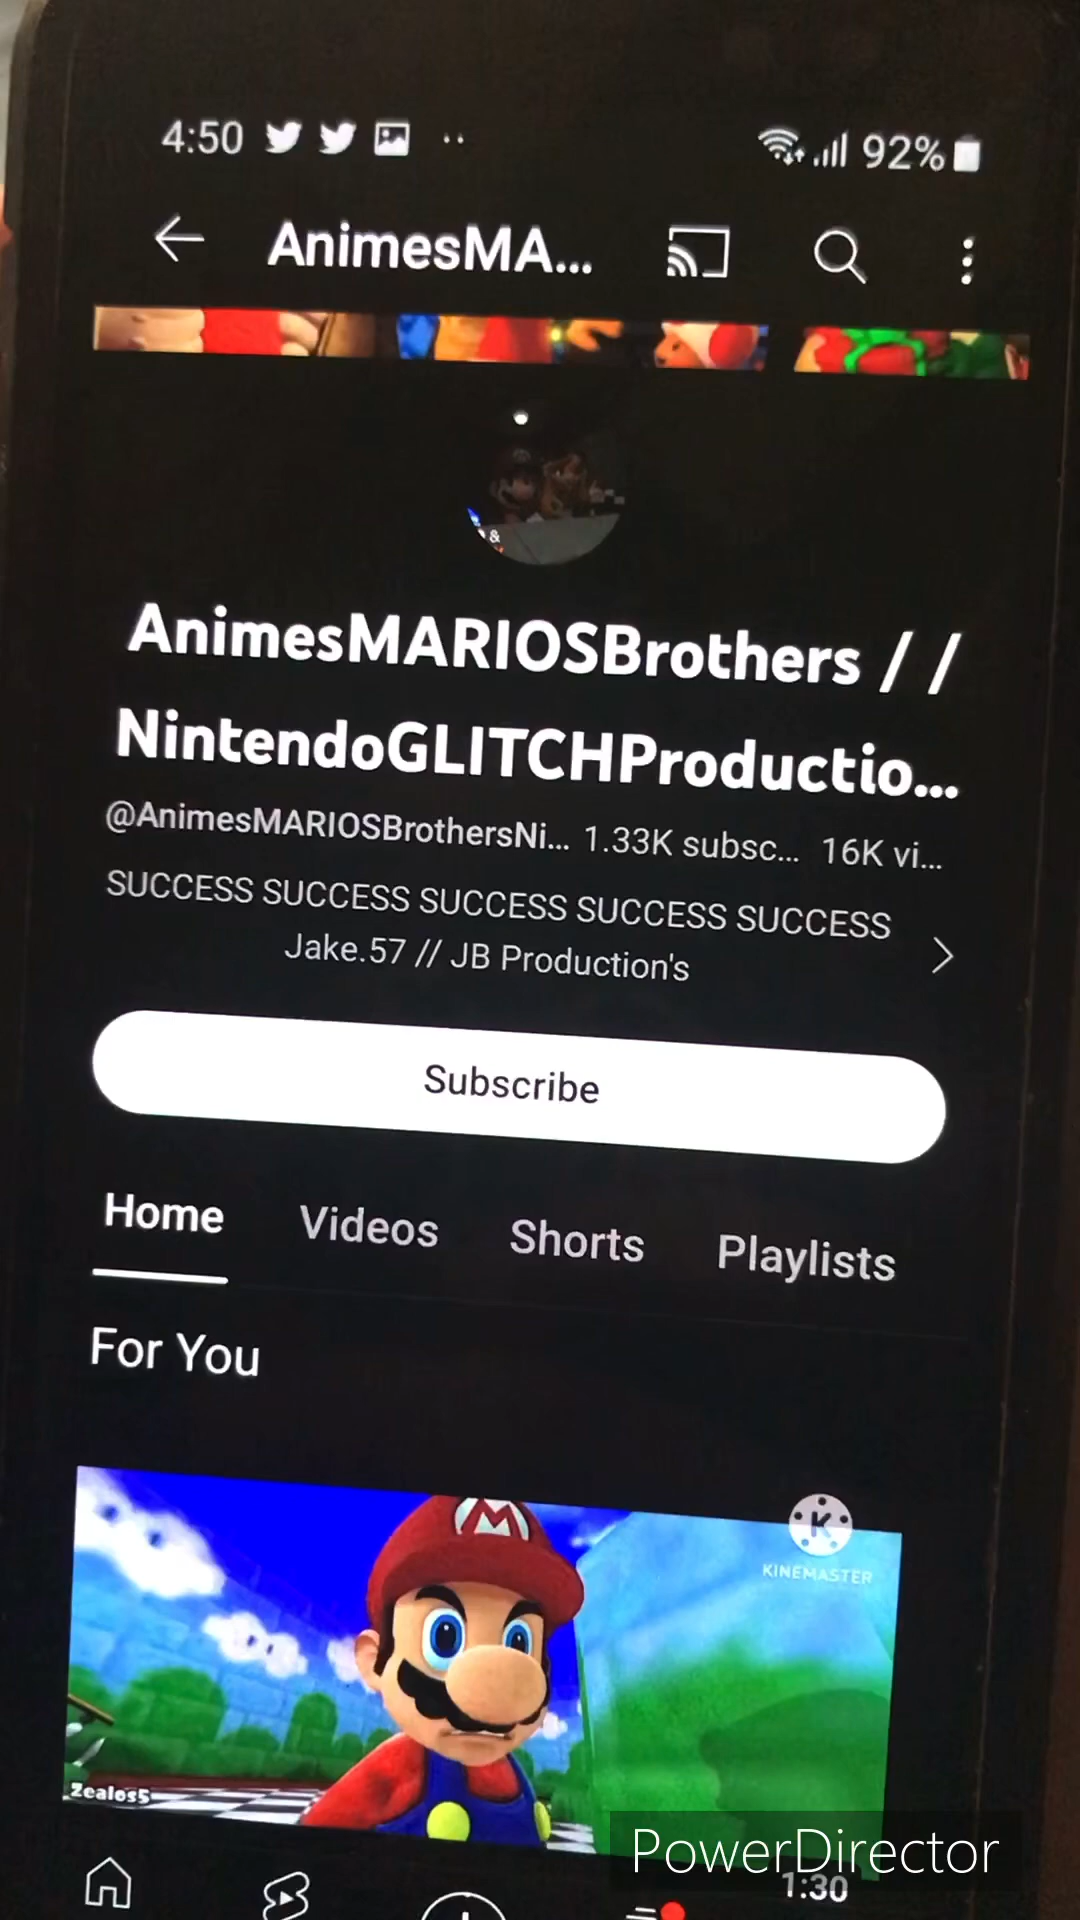 4:50 92%
AnimesMA...
&
AnimesMARIOSBrothers //
NintendoGLITCHProductio...
@AnimesMARIOSBrothersNi... 1.33K subsc... 16K vi...
SUCCESS SUCCESS SUCCESS SUCCESS SUCCESS
Jake.57 // JB Production's
Subscribe
Home Videos Shorts Playlists
For You
M
K
KINEMASTER
Zealos5
PowerDirector
1:30